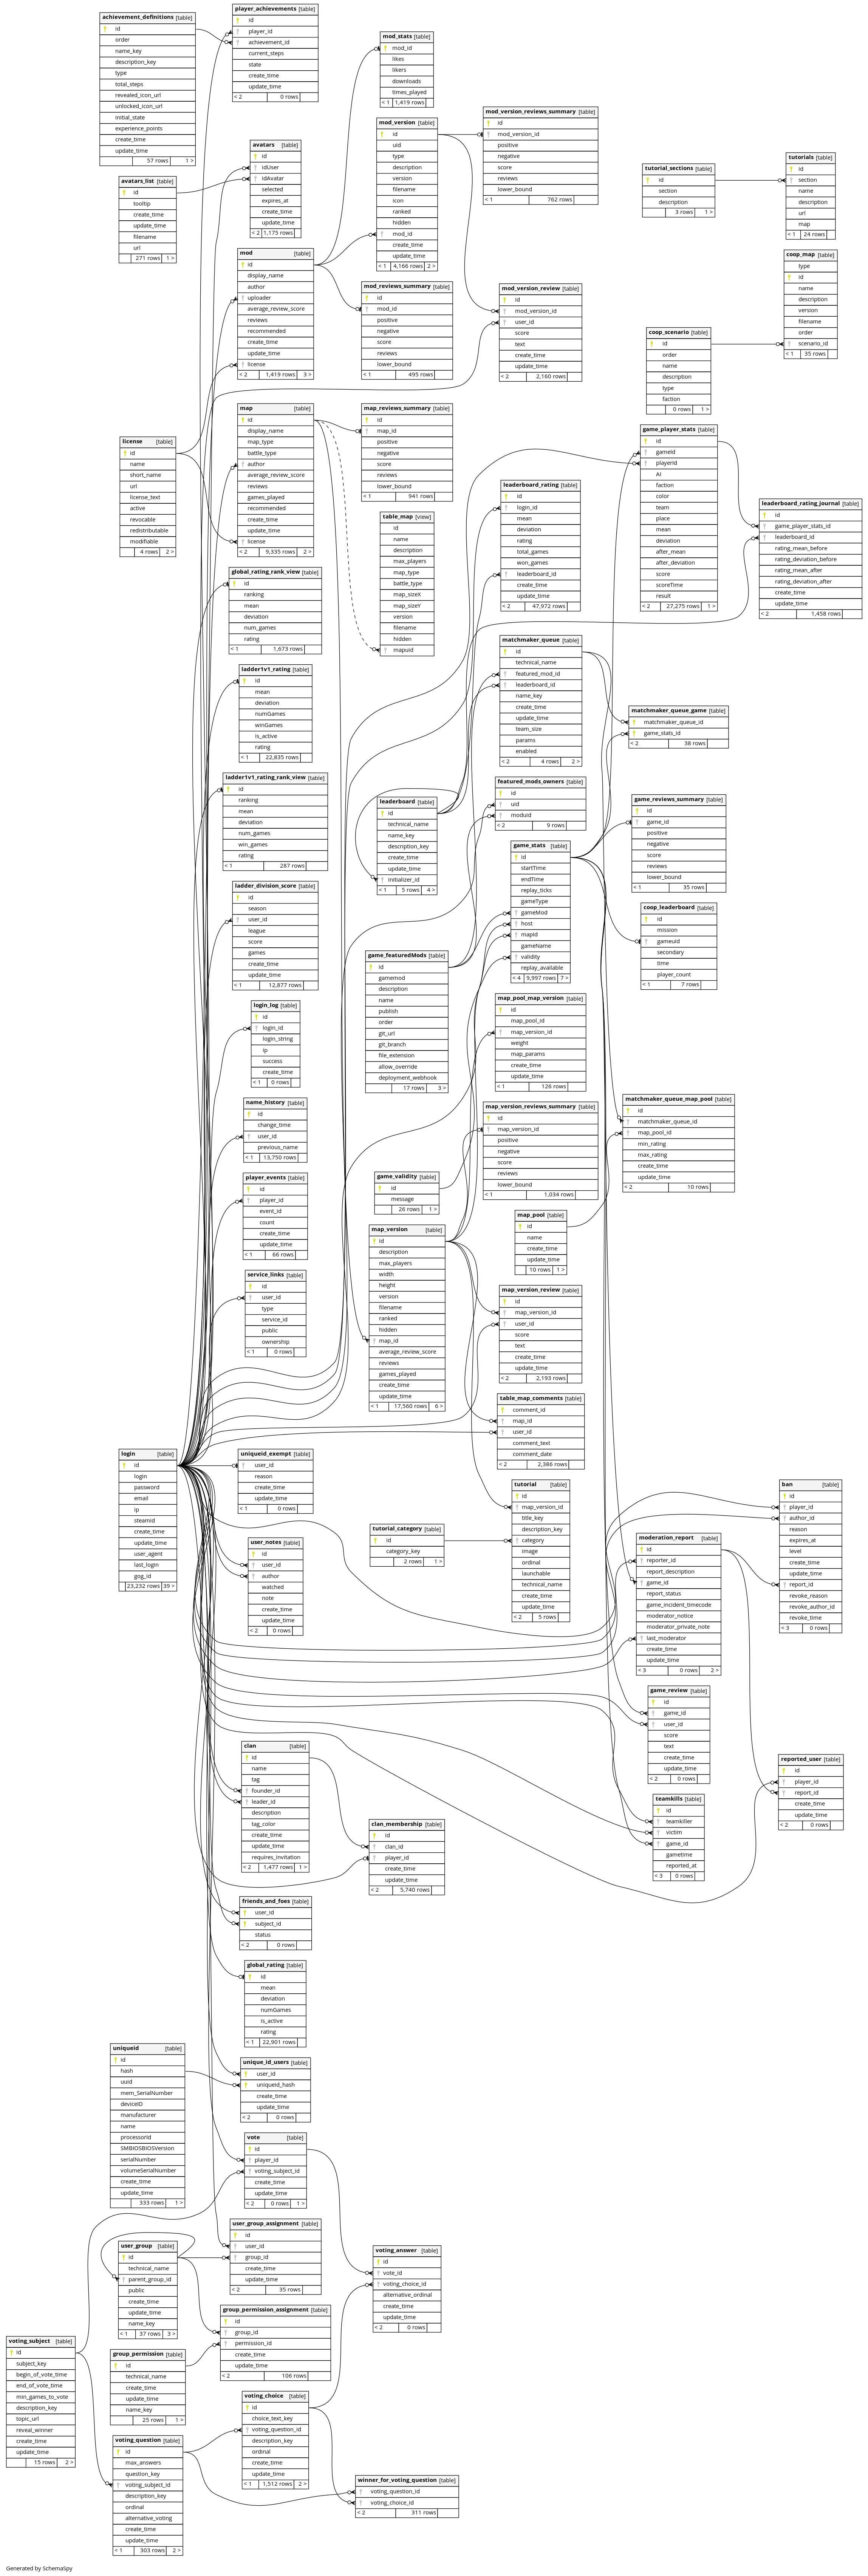 achievement_definitions [table]
id
order
name_key
description_key
type
total_steps
revealed_icon_url
unlocked_icon_url
initial_state
experience_points
create_time
update_time
57 rows 1 >
player_achievements [table]
id
player_id
achievement_id
current_steps
state
create_time
update_time
< 2 0 rows
mod_stats [table]
mod_id
likes
likers
downloads
times_played
< 1 1,419 rows
mod_version [table]
id
uid
type
description
version
filename
icon
ranked
hidden
mod_id
create_time
update_time
< 1 4,166 rows 2 >
mod_version_reviews_summary [table]
id
mod_version_id
positive
negative
score
reviews
lower_bound
762 rows
avatars [table]
id
idUser
idAvatar
selected
expires_at
create_time
update_time
< 2 1,175 rows
avatars_list [table]
id
tooltip
create_time
update_time
filename
url
271 rows 1 >
tutorial_sections [table]
id
section
description
3 rows 1 >
tutorials [table]
id
section
name
description
url
map
< 1 24 rows
mod [table]
id
display_name
author
uploader
average_review_score
reviews
recommended
create_time
update_time
license
< 2 1,419 rows 3 >
mod_reviews_summary [table]
id
mod_id
positive
negative
score
reviews
lower_bound
< 1 495 rows
mod_version_review [table]
id
mod_version_id
user_id
score
text
create_time
update_time
< 2 2,160 rows
coop_map [table]
type
id
name
description
version
filename
order
scenario_id
< 1 35 rows
coop_scenario [table]
id
order
name
description
type
faction
0 rows 1 >
license [table]
id
name
short_name
url
license_text
active
revocable
redistributable
modifiable
4 rows 2 >
map [table]
id
display_name
map_type
battle_type
author
average_review_score
reviews
games_played
recommended
create_time
update_time
license
< 2 9,335 rows 2 >
map_reviews_summary [table]
id
map_id
positive
negative
score
reviews
lower_bound
< 1 941 rows
table_map [view]
id
name
description
max_players
map_type
battle_type
map_sizeX
map_sizeY
version
filename
hidden
mapuid
leaderboard_rating [table]
id
login_id
mean
deviation
rating
total_games
won_games
leaderboard_id
create_time
update_time
< 2 47,972 rows
game_player_stats [table]
id
gameId
playerId
AI
faction
color
team
place
mean
deviation
after_mean
after_deviation
score
scoreTime
result
< 2 27,275 rows 1 >
leaderboard_rating_journal [table]
id
game_player_stats_id
leaderboard_id
rating_mean_before
rating_deviation_before
rating_mean_after
rating_deviation_after
create_time
update_time
< 2 1,458 rows
global_rating_rank_view [table]
id
ranking
mean
deviation
num_games
rating
< 1 1,673 rows
matchmaker_queue [table]
id
technical_name
featured_mod_id
leaderboard_id
name_key
create_time
update_time
team_size
params
enabled
< 2 4 rows 2 >
ladder1v1_rating [table]
id
mean
deviation
numGames
winGames
is_active
rating
< 1 22,835 rows
matchmaker_queue_game [table]
matchmaker_queue_id
game_stats_id
< 2 38 rows
ladder1v1_rating_rank_view [table]
id
ranking
mean
deviation
num_games
win_games
rating
< 1 287 rows
leaderboard [table]
id
technical_name
name_key
description_key
create_time
update_time
initializer_id
< 1 5 rows 4 >
featured_mods_owners [table]
id
uid
moduid
< 2 9 rows
game_reviews_summary [table]
id
game_id
positive
negative
score
reviews
lower_bound
< 1 35 rows
game_stats [table]
id
startTime
endTime
replay_ticks
gameType
gameMod
host
mapId
gameName
validity
replay_available
< 4 9,997 rows 7 >
ladder_division_score [table]
id
season
user_id
league
score
games
create_time
update_time
< 1 12,877 rows
coop_leaderboard [table]
id
mission
gameuid
secondary
time
player_count
< 1 7 rows
game_featuredMods [table]
id
gamemod
description
name
publish
order
git_url
git_branch
file_extension
allow_override
deployment_webhook
17 rows 3 >
login_log [table]
id
login_id
login_string
ip
success
create_time
< 1 0 rows
map_pool_map_version [table]
id
map_pool_id
map_version_id
weight
map_params
create_time
update_time
< 1 126 rows
name_history [table]
id
change_time
user_id
previous_name
< 1 13,750 rows
map_version_reviews_summary [table]
id
map_version_id
positive
negative
score
reviews
lower_bound
< 1 1,034 rows
matchmaker_queue_map_pool [table]
id
matchmaker_queue_id
map_pool_id
min_rating
max_rating
create_time
update_time
< 2 10 rows
player_events [table]
id
player_id
event_id
count
create_time
update_time
< 1 66 rows
game_validity [table]
id
message
26 rows 1 >
map_pool [table]
id
name
create_time
update_time
10 rows 1 >
map_version [table]
id
description
max_players
width
height
version
filename
ranked
hidden
map_id
average_review_score
reviews
games_played
create_time
update_time
< 1 17,560 rows 6 >
service_links [table]
id
user_id
type
service_id
public
ownership
< 1 0 rows
map_version_review [table]
id
map_version_id
user_id
score
text
create_time
update_time
< 2 2,193 rows
table_map_comments [table]
comment_id
map_id
user_id
comment_text
comment_date
< 2 2,386 rows
login [table]
id
login
password
email
ip
steamid
create_time
update_time
user_agent
last_login
gog_id
23,232 rows 39 >
uniqueid_exempt [table]
user_id
reason
create_time
update_time
< 1 0 rows
tutorial [table]
id
map_version_id
title_key
description_key
category
image
ordinal
launchable
technical_name
create_time
update_time
< 2 5 rows
tutorial_category [table]
id
category_key
2 rows 1 >
user_notes [table]
id
user_id
author
watched
note
create_time
update_time
< 2 0 rows
moderation_report [table]
id
reporter_id
report_description
game_id
report_status
game_incident_timecode
moderator_notice
moderator_private_note
last_moderator
create_time
update_time
< 3 0 rows 2 >
ban [table]
id
player_id
author_id
reason
expires_at
level
create_time
update_time
report_id
revoke_reason
revoke_author_id
revoke_time
< 3 0 rows
game_review [table]
id
game_id
user_id
score
text
create_time
update_time
< 2 0 rows
clan [table]
id
name
tag
founder_id
leader_id
description
tag_color
create_time
update_time
requires_invitation
< 2 1,477 rows 1 >
reported_user [table]
id
player_id
report_id
create_time
update_time
< 2 0 rows
teamkills [table]
id
teamkiller
victim
game_id
gametime
reported_at
< 3 0 rows
clan_membership [table]
id
clan_id
player_id
create_time
update_time
< 2 5,740 rows
friends_and_foes [table]
user_id
subject_id
status
< 2 0 rows
global_rating [table]
id
mean
deviation
numGames
is_active
rating
< 1 22,901 rows
uniqueid [table]
id
hash
uuid
mem_SerialNumber
deviceID
manufacturer
name
processorId
SMBIOSBIOSVersion
serialNumber
volumeSerialNumber
create_time
update_time
333 rows 1 >
unique_id_users [table]
user_id
uniqueid_hash
create_time
update_time
< 2 0 rows
vote [table]
id
player_id
voting_subject_id
create_time
update_time
< 2 0 rows 1 >
user_group_assignment [table]
id
user_id
group_id
create_time
update_time
< 2 35 rows
user_group [table]
id
technical_name
parent_group_id
public
create_time
update_time
name_key
< 1 37 rows 3 >
voting_answer [table]
id
vote_id
voting_choice_id
alternative_ordinal
create_time
update_time
< 2 0 rows
group_permission_assignment [table]
id
group_id
permission_id
create_time
update_time
< 2 106 rows
voting_subject [table]
id
subject_key
begin_of_vote_time
end_of_vote_time
min_games_to_vote
description_key
topic_url
reveal_winner
create_time
update_time
15 rows 2 >
group_permission [table]
id
technical_name
create_time
update_time
name_key
25 rows 1 >
voting_choice [table]
id
choice_text_key
voting_question_id
description_key
ordinal
create_time
update_time
< 1 1,512 rows 2 >
voting_question [table]
id
max_answers
question_key
voting_subject_id
description_key
ordinal
alternative_voting
create_time
update_time
< 1 303 rows 2 >
winner_for_voting_question [table]
voting_question_id
voting_choice_id
< 2 311 rows
Generated by SchemaSpy